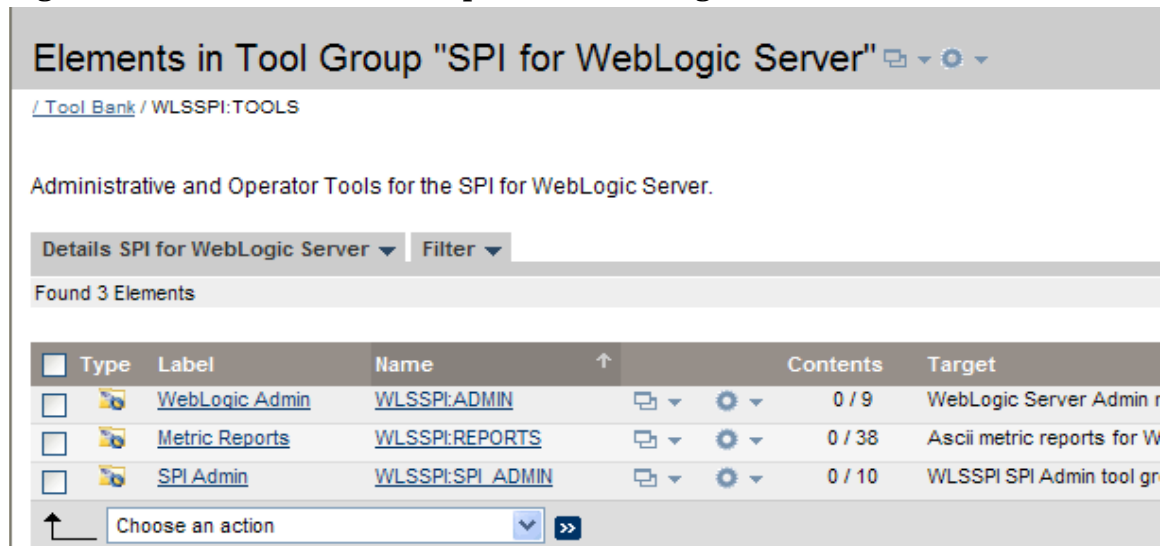 Elements in Tool Group "SPI for WebLogic Server"
/ Tool Bank / WLSSPI:TOOLS
Administrative and Operator Tools for the SPI for WebLogic Server.
Details SPI for WebLogic Server Filter
Found 3 Elements
Type Label Name Contents Target
WebLogic Admin WLSSPI:ADMIN 0 / 9 WebLogic Server Admin
Metric Reports WLSSPI:REPORTS 0 / 38 Ascii metric reports for
SPI Admin WLSSPI:SPI_ADMIN 0 / 10 WLSSPI SPI Admin tool
Choose an action